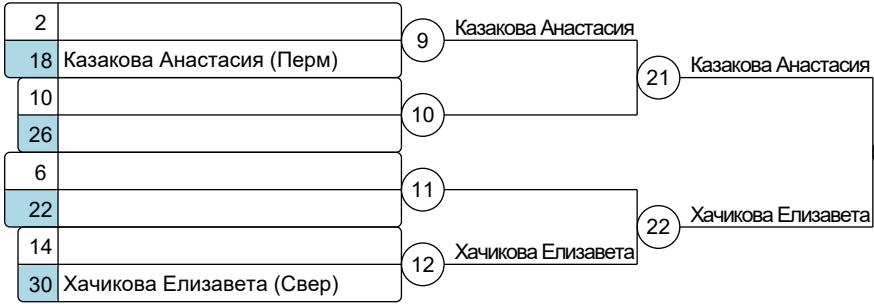 2
18 Казакова Анастасия (Перм)
10
26
6
22
14
30 Хачикова Елизавета (Свер)
9
10
11
12
Казакова Анастасия
Хачикова Елизавета
21
22
Казакова Анастасия
Хачикова Елизавета